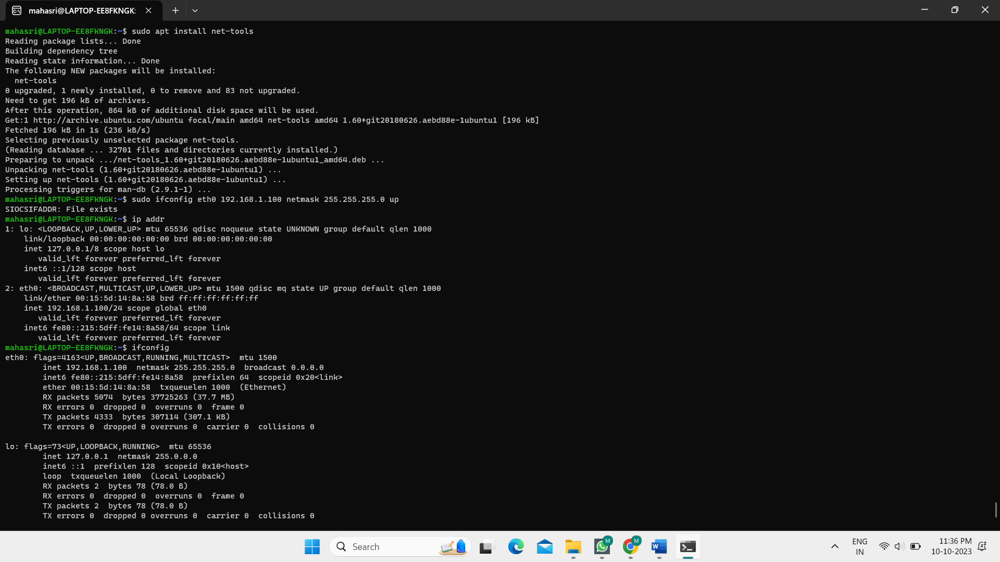 mahasri@LAPTOP-EE8FKNGK:
mahasri@LAPTOP-EE8FKNGK:~$ sudo apt install net-tools
Reading package lists... Done
Building dependency tree
Reading state information... Done
The following NEW packages will be installed:
  net-tools
0 upgraded, 1 newly installed, 0 to remove and 83 not upgraded.
Need to get 196 kB of archives.
After this operation, 864 kB of additional disk space will be used.
Get:1 http://archive.ubuntu.com/ubuntu focal/main amd64 net-tools amd64 1.60+git20180626.aebd88e-1ubuntu1 [196 kB]
Fetched 196 kB in 1s (236 kB/s)
Selecting previously unselected package net-tools.
(Reading database ... 32701 files and directories currently installed.)
Preparing to unpack .../net-tools_1.60+git20180626.aebd88e-1ubuntu1_amd64.deb ...
Unpacking net-tools (1.60+git20180626.aebd88e-1ubuntu1) ...
Setting up net-tools (1.60+git20180626.aebd88e-1ubuntu1) ...
Processing triggers for man-db (2.9.1-1) ...
mahasri@LAPTOP-EE8FKNGK:~$ sudo ifconfig eth0 192.168.1.100 netmask 255.255.255.0 up
SIOCSIFADDR: File exists
mahasri@LAPTOP-EE8FKNGK:~$ ip addr
1: lo: <LOOPBACK,UP,LOWER_UP> mtu 65536 qdisc noqueue state UNKNOWN group default qlen 1000
    link/loopback 00:00:00:00:00:00 brd 00:00:00:00:00:00
    inet 127.0.0.1/8 scope host lo
       valid_lft forever preferred_lft forever
    inet6 ::1/128 scope host
       valid_lft forever preferred_lft forever
2: eth0: <BROADCAST,MULTICAST,UP,LOWER_UP> mtu 1500 qdisc mq state UP group default qlen 1000
    link/ether 00:15:5d:14:8a:58 brd ff:ff:ff:ff:ff:ff
    inet 192.168.1.100/24 scope global eth0
       valid_lft forever preferred_lft forever
    inet6 fe80::215:5dff:fe14:8a58/64 scope link
       valid_lft forever preferred_lft forever
mahasri@LAPTOP-EE8FKNGK:~$ ifconfig
eth0: flags=4163<UP,BROADCAST,RUNNING,MULTICAST>  mtu 1500
        inet 192.168.1.100  netmask 255.255.255.0  broadcast 0.0.0.0
        inet6 fe80::215:5dff:fe14:8a58  prefixlen 64  scopeid 0x20<link>
        ether 00:15:5d:14:8a:58  txqueuelen 1000  (Ethernet)
        RX packets 5074  bytes 37725263 (37.7 MB)
        RX errors 0  dropped 0  overruns 0  frame 0
        TX packets 4333  bytes 307114 (307.1 KB)
        TX errors 0  dropped 0 overruns 0  carrier 0  collisions 0

lo: flags=73<UP,LOOPBACK,RUNNING>  mtu 65536
        inet 127.0.0.1  netmask 255.0.0.0
        inet6 ::1  prefixlen 128  scopeid 0x10<host>
        loop  txqueuelen 1000  (Local Loopback)
        RX packets 2  bytes 78 (78.0 B)
        RX errors 0  dropped 0  overruns 0  frame 0
        TX packets 2  bytes 78 (78.0 B)
        TX errors 0  dropped 0 overruns 0  carrier 0  collisions 0
Search
M
M
W
ENG
IN
11:36 PM
10-10-2023